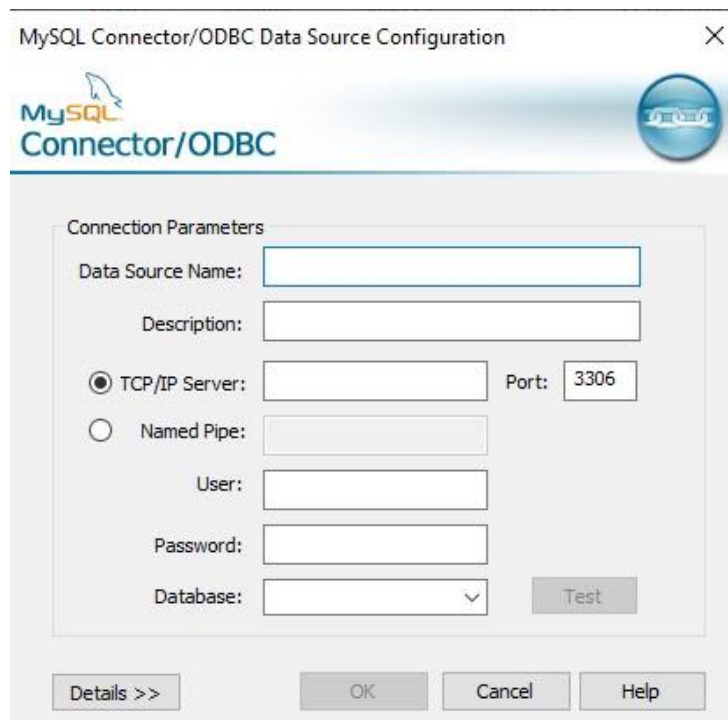 MySQL Connector/ODBC Data Source Configuration
MySQL
Connector/ODBC
Connection Parameters
Data Source Name:
Description:
TCP/IP Server: Port: 3306
Named Pipe:
User:
Password:
Database: Test
Details >> OK Cancel Help